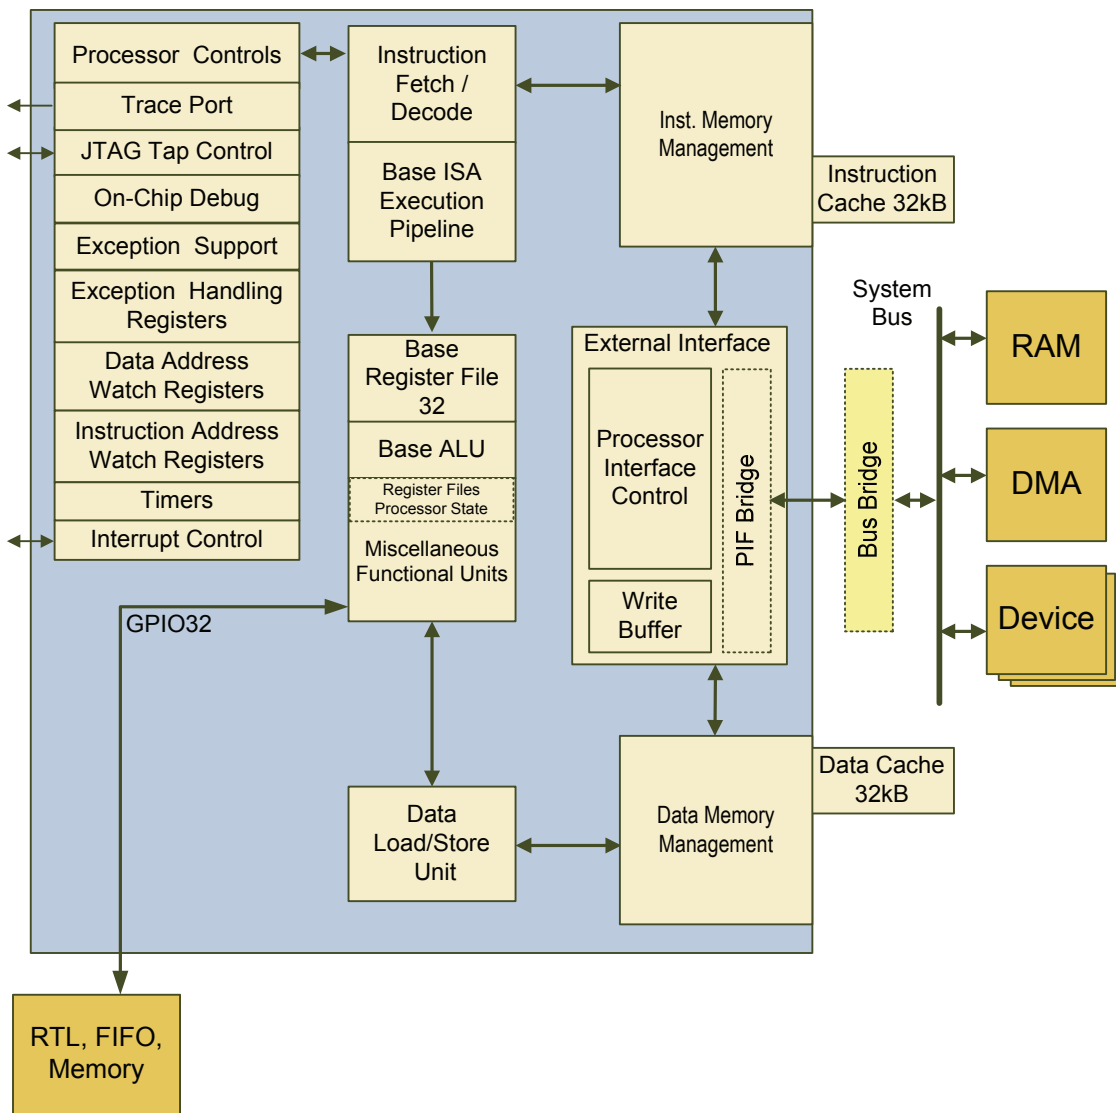 Processor Controls
Trace Port
JTAG Tap Control
On-Chip Debug
Exception Support
Exception Handling
Registers
Data Address
Watch Registers
Instruction Address
Watch Registers
Timers
Interrupt Control
Instruction
Fetch /
Decode
Base ISA
Execution
Pipeline
Base
Register File
32
Base ALU
Register Files
Processor State
Miscellaneous
Functional Units
GPIO32
Data
Load/Store
Unit
Inst. Memory
Management
Instruction
Cache 32kB
External Interface
Processor
Interface
Control
Write
Buffer
PIF Bridge
Bus Bridge
System
Bus
RAM
DMA
Device
Data Memory
Management
Data Cache
32kB
RTL, FIFO,
Memory